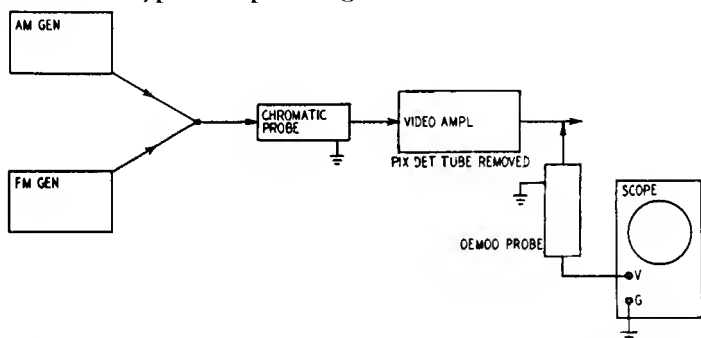 AM GEN
FM GEN
CHROMATIC
PROBE
VIDEO AMPL
PIX DET TUBE REMOVED
DEMOD PROBE
SCOPE
V
G